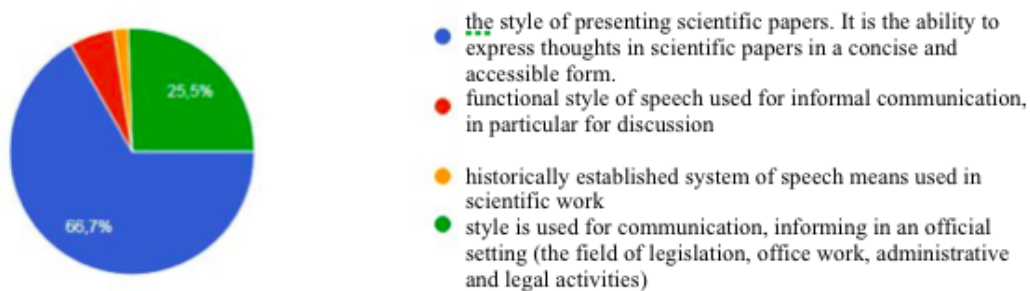 25,5%
66,7%
the style of presenting scientific papers. It is the ability to
express thoughts in scientific papers in a concise and
accessible form.
functional style of speech used for informal communication,
in particular for discussion
historically established system of speech means used in
scientific work
style is used for communication, informing in an official
setting (the field of legislation, office work, administrative
and legal activities)